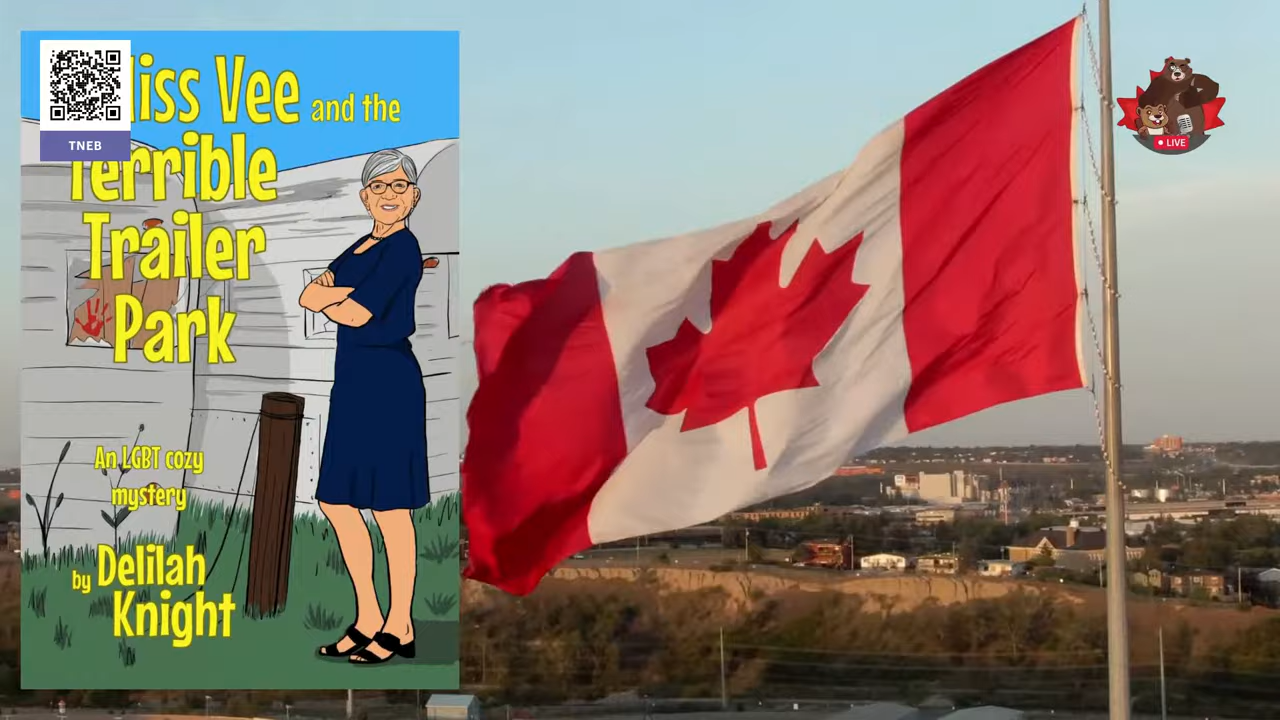 iss Vee and the
Terrible
Trailer
Park
An LGBT cozy
mystery
by Delilah
Knight
TNEB
LIVE